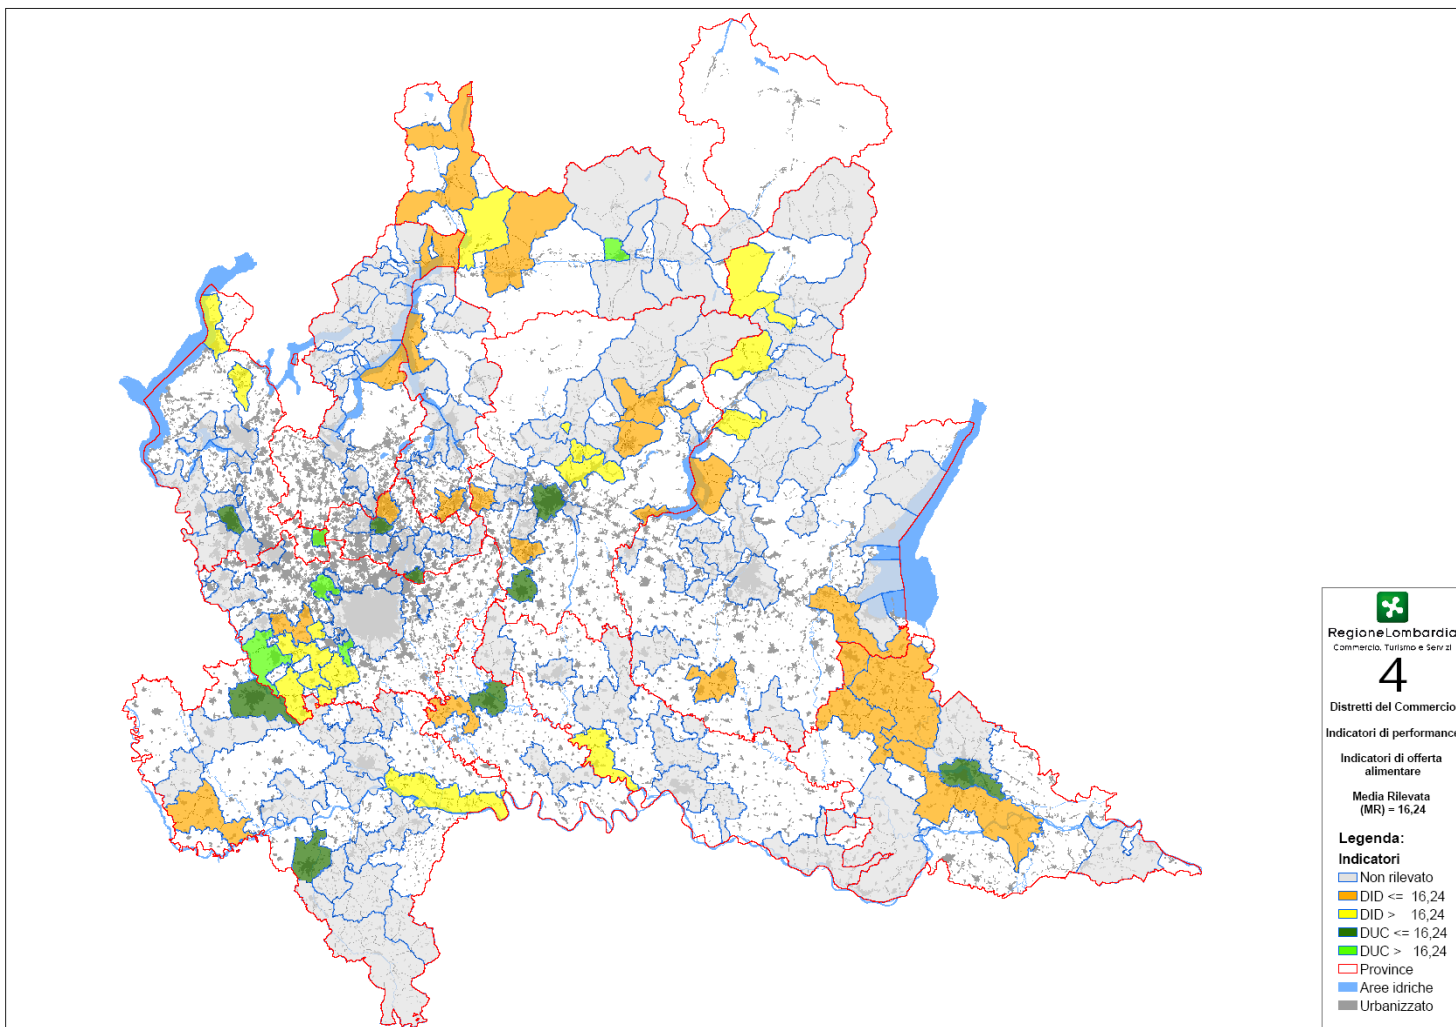 RegioneLombardia
Commercio, Turismo e Servizi
4
Distretti del Commercio
Indicatori di performance
Indicatori di offerta
alimentare
Media Rilevata
(MR) = 16,24
Legenda:
Indicatori
Non rilevato
DID <= 16,24
DID > 16,24
DUC <= 16,24
DUC > 16,24
Province
Aree idriche
Urbanizzato